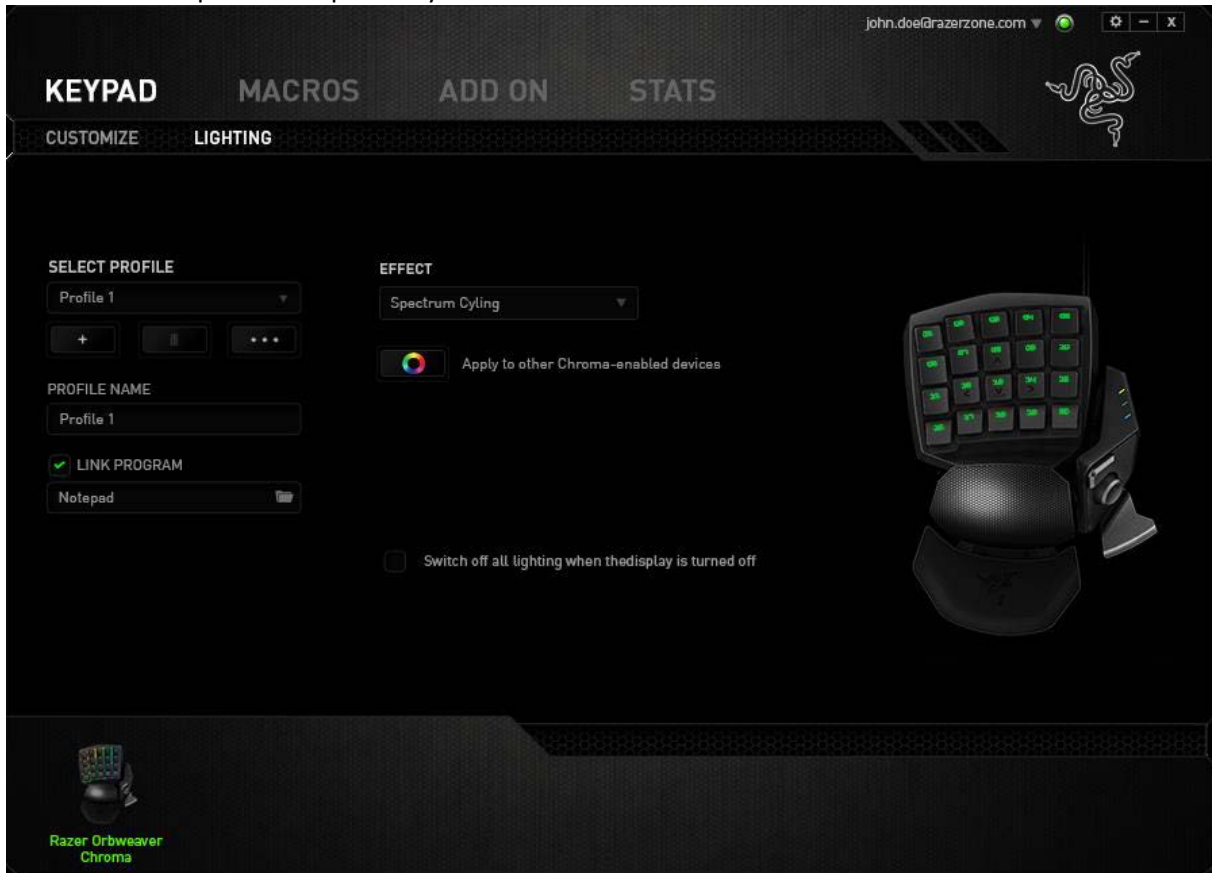 john.doe@razerzone.com
KEYPAD MACROS ADD ON STATS
CUSTOMIZE LIGHTING
SELECT PROFILE
Profile 1
PROFILE NAME
Profile 1
LINK PROGRAM
Notepad
EFFECT
Spectrum Cyling
Apply to other Chroma-enabled devices
Switch off all lighting when thedisplay is turned off
Razer Orbweaver
Chroma